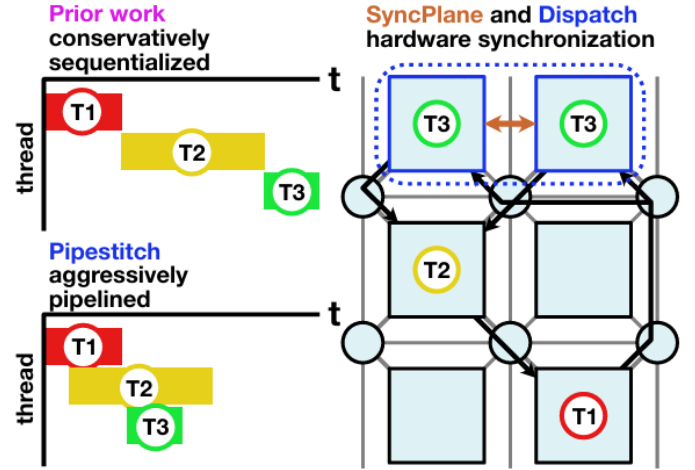 Prior work
conservatively
sequentialized
t
thread
T1
T2
T3
Pipestitch
aggressively
pipelined
t
thread
T1
T2
T3
SyncPlane and Dispatch
hardware synchronization
T3
T3
T2
T1